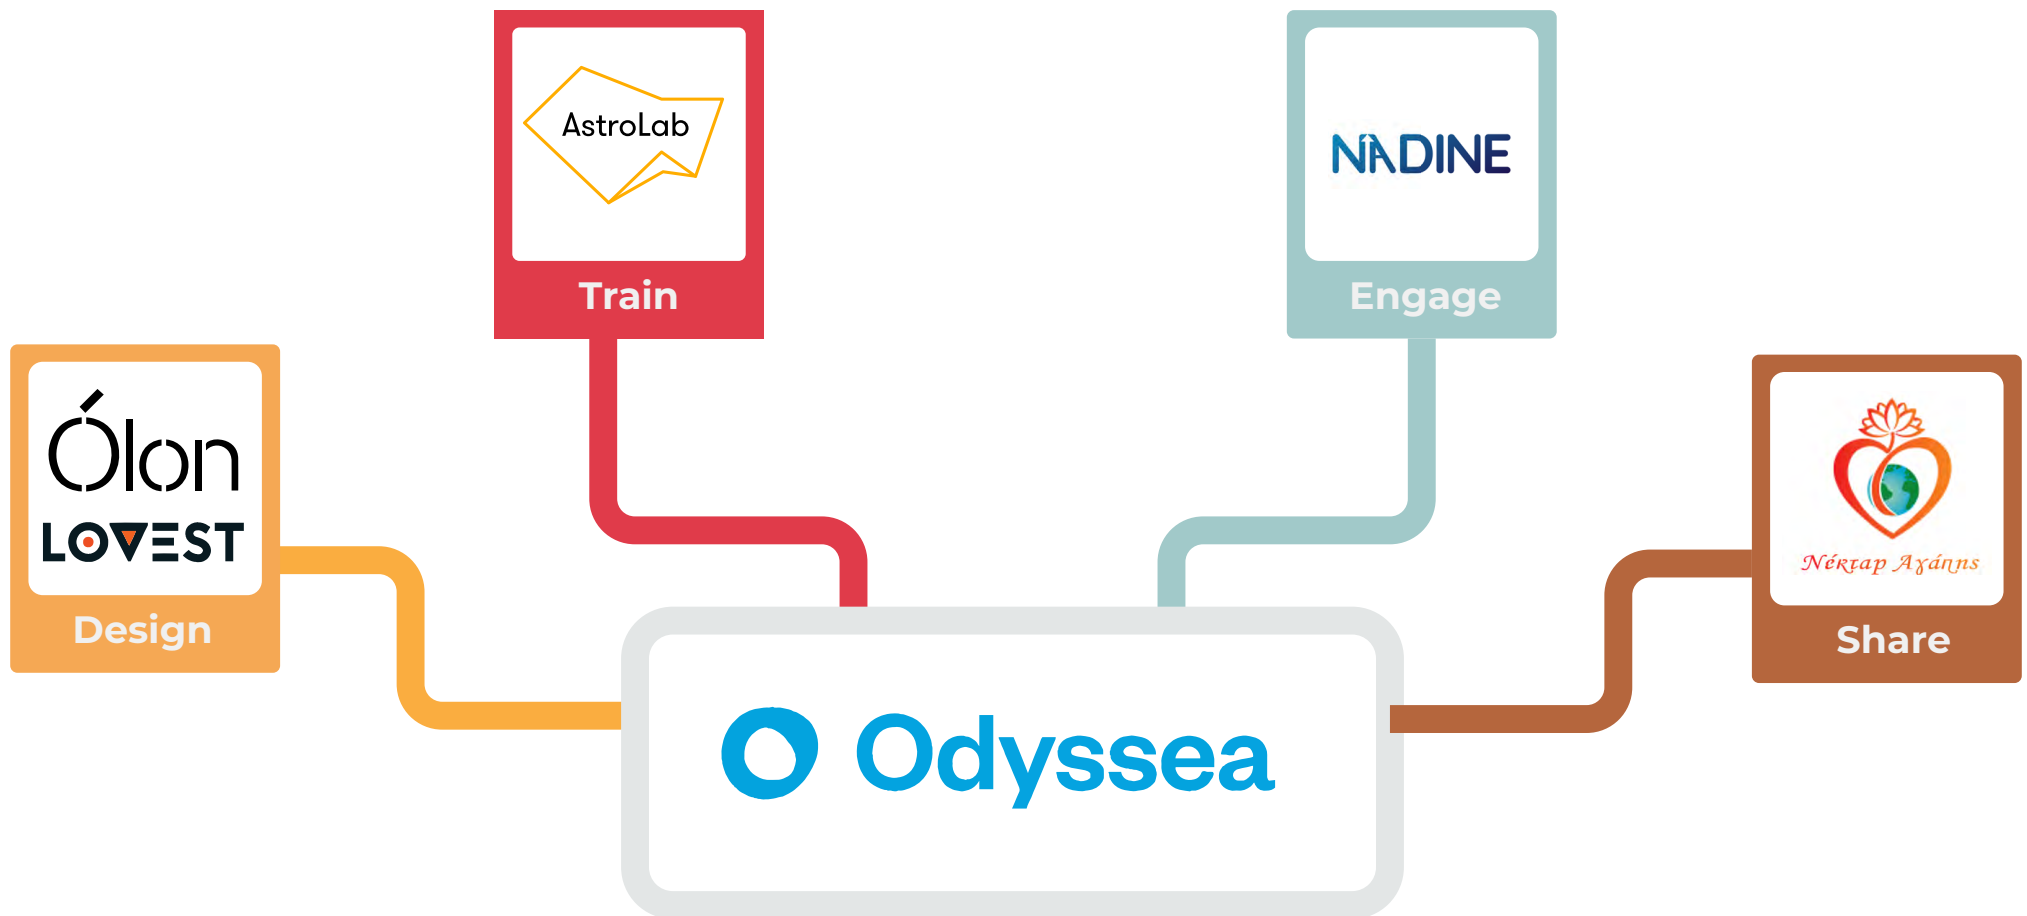 AstroLab
Train
NADINE
Engage
Ólon
LOVEST
Design
Νέκταρ Αγάπης
Share
Odyssea